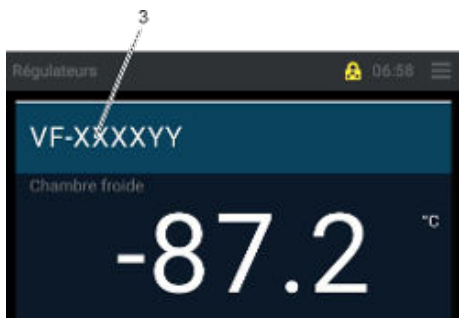 3
Régulateurs 06:58
VF-XXXXYY
Chambre froide
-87.2 °C